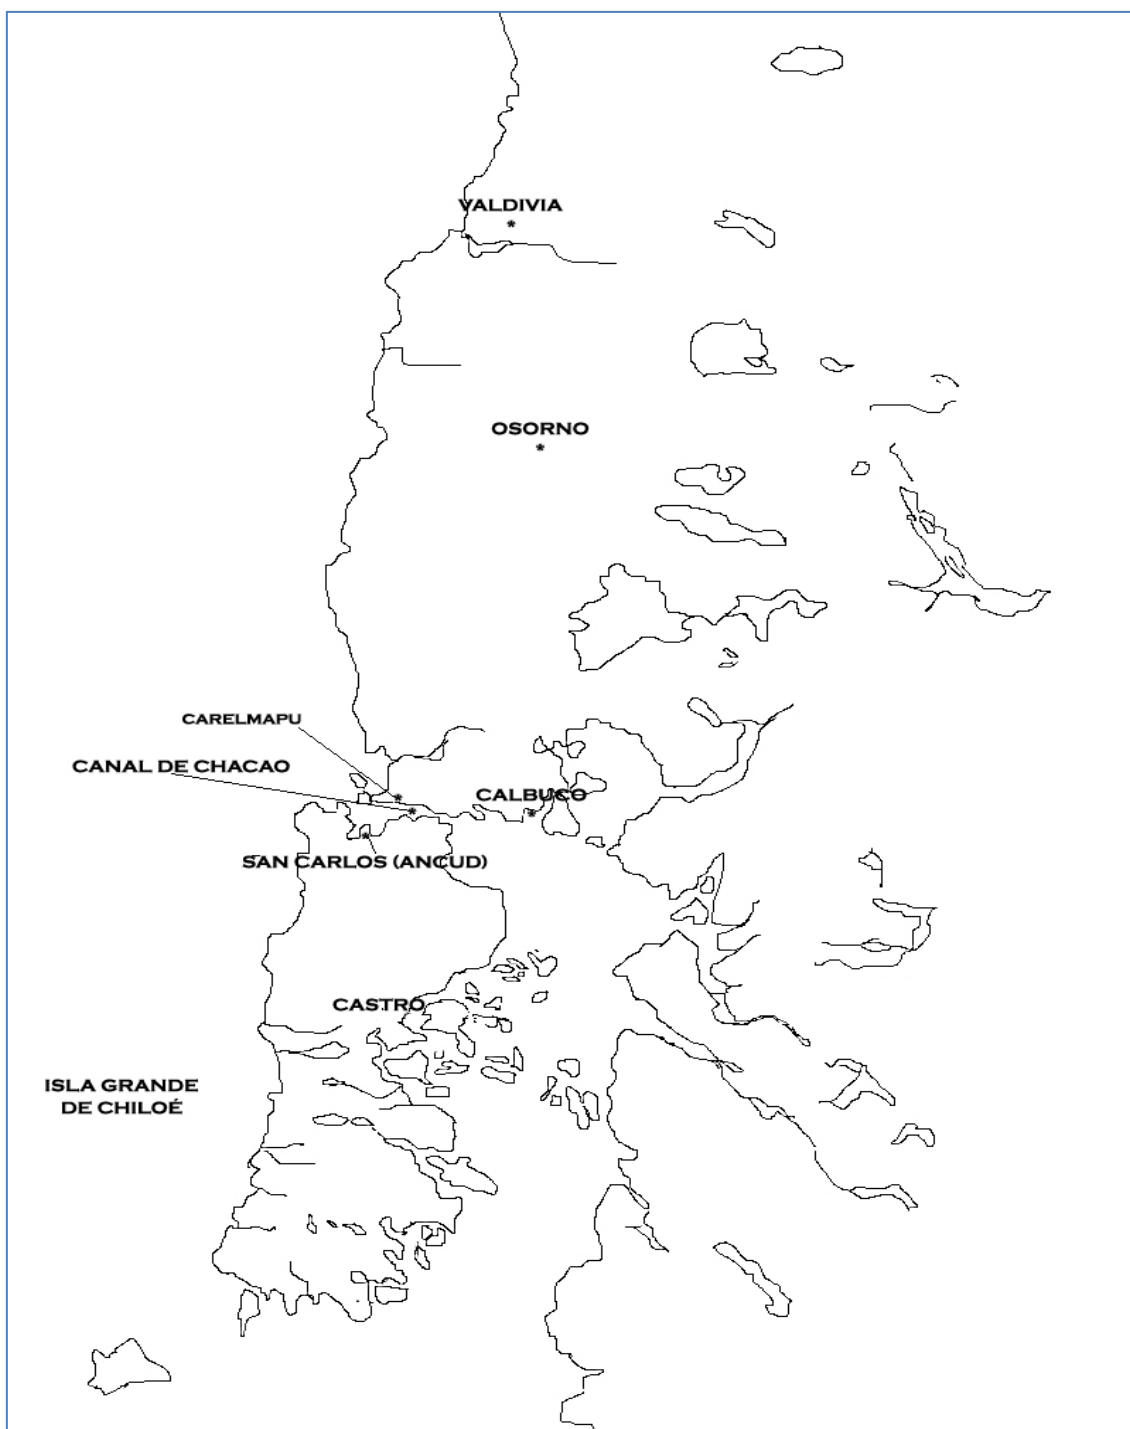 VALDIVIA
OSORNO
CARELMAPU
CANAL DE CHACAO
CALBUCO
SAN CARLOS (ANCUD)
CASTRO
ISLA GRANDE
DE CHILOÉ